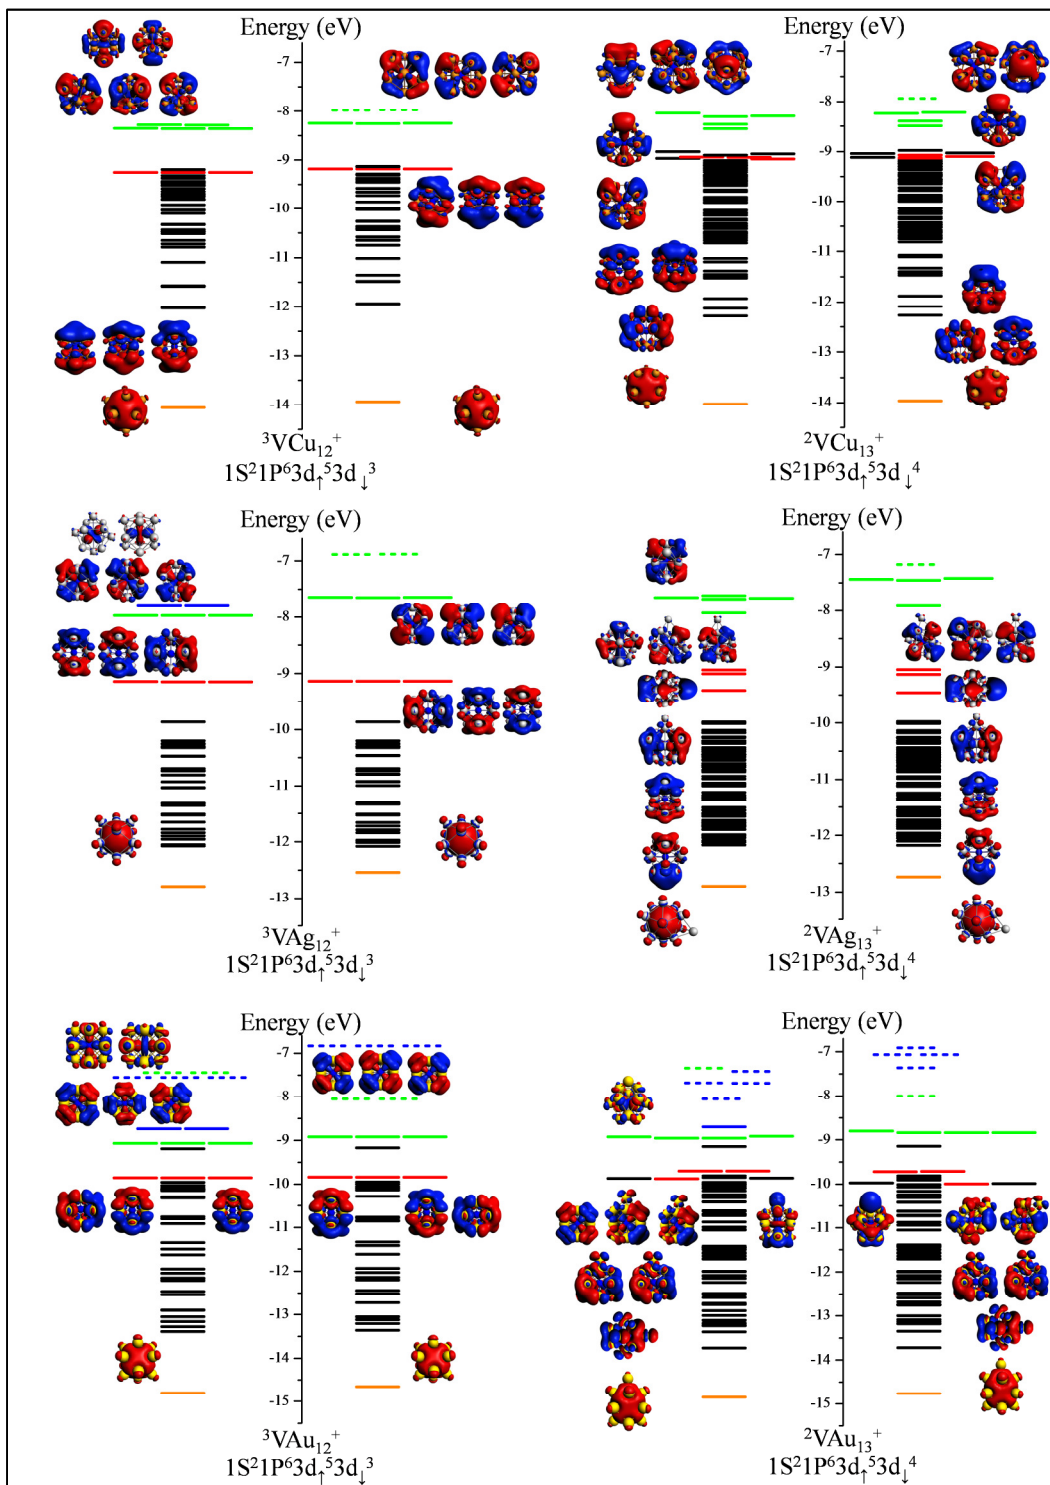 Energy (eV)
-7
-8
-9
-10
-11
-12
-13
-14
³VCu₁₂⁺
1S²1P⁶3d↑⁵3d↓³
Energy (eV)
-7
-8
-9
-10
-11
-12
-13
-14
²VCu₁₃⁺
1S²1P⁶3d↑⁵3d↓⁴
Energy (eV)
-7
-8
-9
-10
-11
-12
-13
³VAg₁₂⁺
1S²1P⁶3d↑⁵3d↓³
Energy (eV)
-7
-8
-9
-10
-11
-12
-13
²VAg₁₃⁺
1S²1P⁶3d↑⁵3d↓⁴
Energy (eV)
-7
-8
-9
-10
-11
-12
-13
-14
-15
³VAu₁₂⁺
1S²1P⁶3d↑⁵3d↓³
Energy (eV)
-7
-8
-9
-10
-11
-12
-13
-14
-15
²VAu₁₃⁺
1S²1P⁶3d↑⁵3d↓⁴